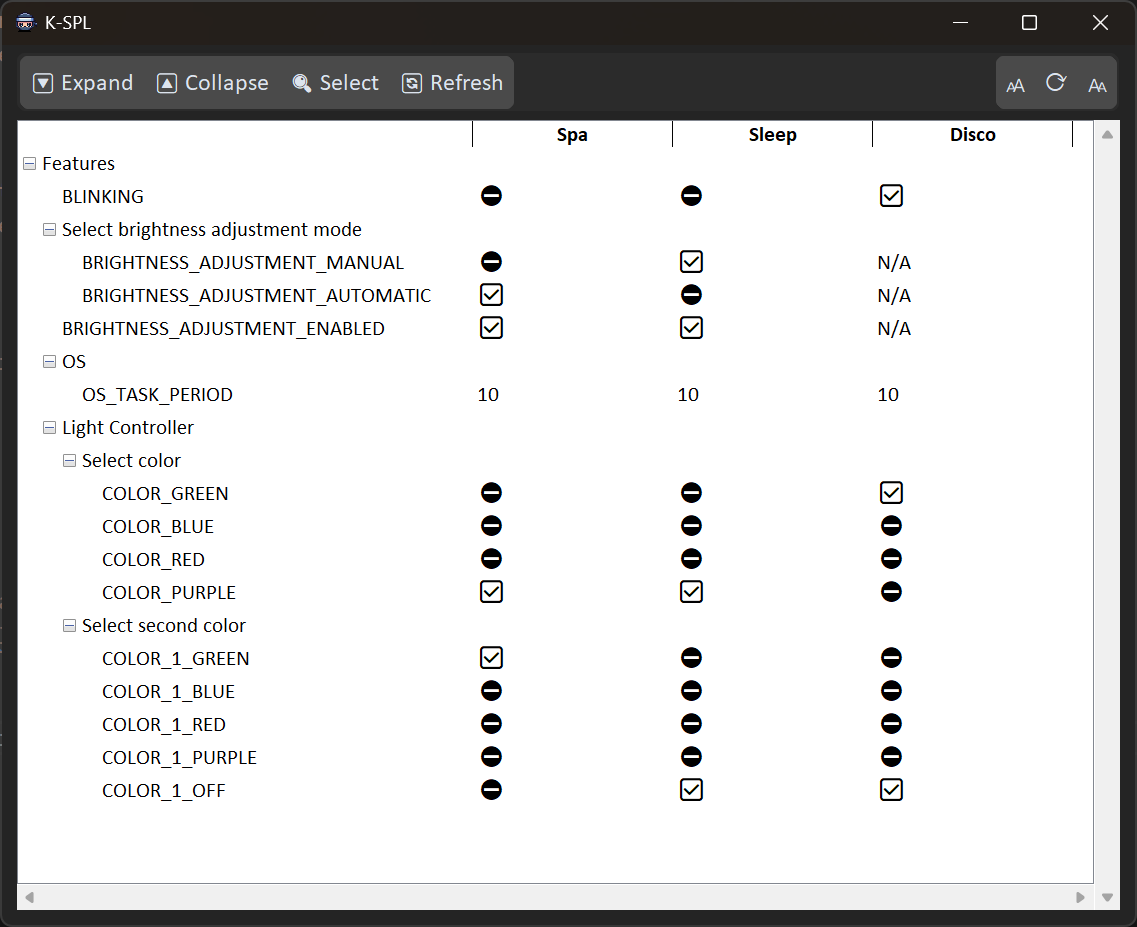 K-SPL
Expand Collapse Select Refresh AA AA
Spa Sleep Disco
Features
BLINKING
Select brightness adjustment mode
BRIGHTNESS_ADJUSTMENT_MANUAL N/A
BRIGHTNESS_ADJUSTMENT_AUTOMATIC N/A
BRIGHTNESS_ADJUSTMENT_ENABLED N/A
OS
OS_TASK_PERIOD 10 10 10
Light Controller
Select color
COLOR_GREEN
COLOR_BLUE
COLOR_RED
COLOR_PURPLE
Select second color
COLOR_1_GREEN
COLOR_1_BLUE
COLOR_1_RED
COLOR_1_PURPLE
COLOR_1_OFF